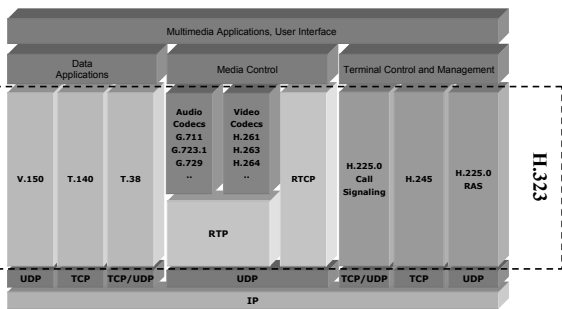 Multimedia Applications, User Interface
Data
Applications
Media Control
Terminal Control and Management
V.150
T.140
T.38
Audio
Codecs
G.711
G.723.1
G.729
..
Video
Codecs
H.261
H.263
H.264
..
RTP
RTCP
H.225.0
Call
Signaling
H.245
H.225.0
RAS
H.323
UDP
TCP
TCP/UDP
UDP
TCP/UDP
TCP
UDP
IP